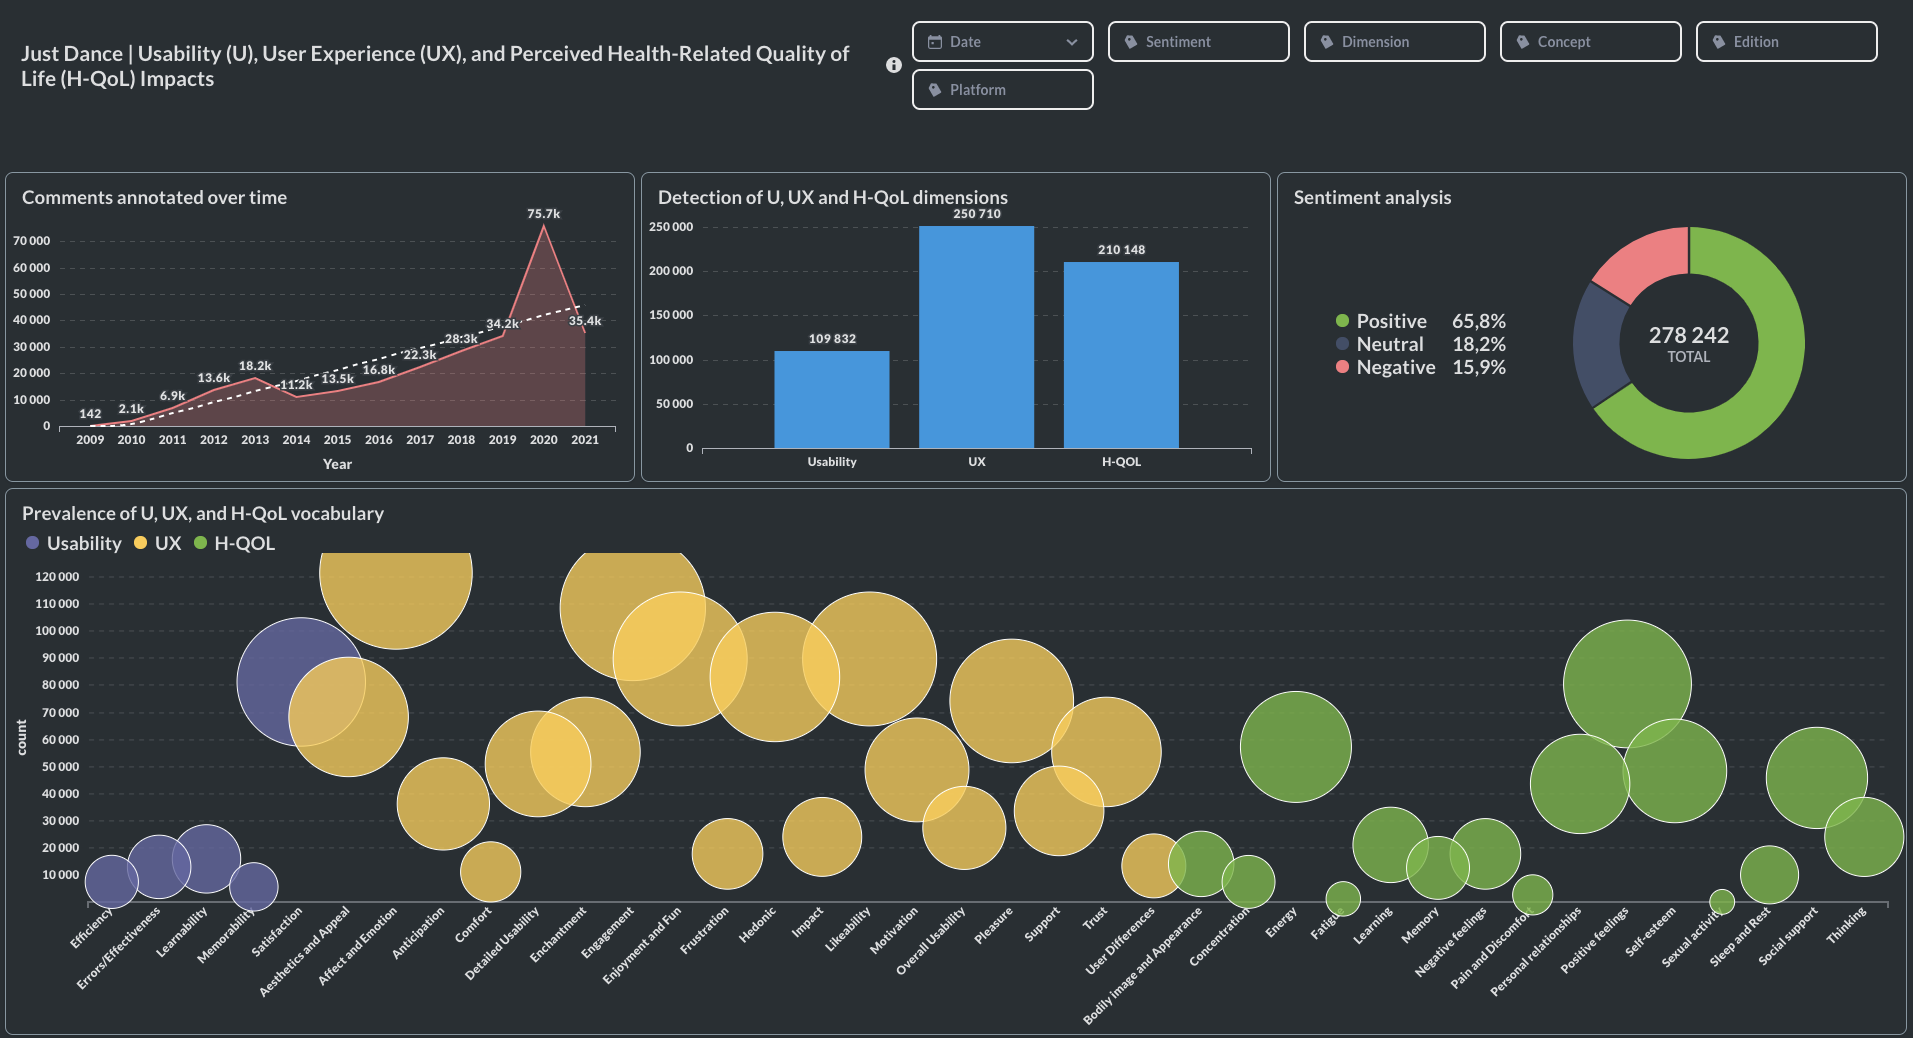 Just Dance | Usability (U), User Experience (UX), and Perceived Health-Related Quality of
Life (H-QoL) Impacts
Date
Sentiment
Dimension
Concept
Edition
Platform
Comments annotated over time
70 000
60 000
50 000
40 000
30 000
20 000
10 000
0
142
2.1k
6.9k
13.6k
18.2k
11.2k
13.5k
16.8k
22.3k
28.3k
34.2k
75.7k
35.4k
2009 2010 2011 2012 2013 2014 2015 2016 2017 2018 2019 2020 2021
Year
Detection of U, UX and H-QoL dimensions
250 000
200 000
150 000
100 000
50 000
0
109 832
250 710
210 148
Usability UX H-QOL
Sentiment analysis
Positive 65,8%
Neutral 18,2%
Negative 15,9%
278 242
TOTAL
Prevalence of U, UX, and H-QoL vocabulary
Usability UX H-QOL
count
120 000
110 000
100 000
90 000
80 000
70 000
60 000
50 000
40 000
30 000
20 000
10 000
Efficiency
Errors/Effectiveness
Learnability
Memorability
Satisfaction
Aesthetics and Appeal
Affect and Emotion
Anticipation
Comfort
Detailed Usability
Enchantment
Engagement
Enjoyment and Fun
Frustration
Hedonic
Impact
Likeability
Motivation
Overall Usability
Pleasure
Support
Trust
User Differences
Bodily image and Appearance
Concentration
Energy
Fatigue
Learning
Memory
Negative feelings
Pain and Discomfort
Personal relationships
Positive feelings
Self-esteem
Sexual activity
Sleep and Rest
Social support
Thinking